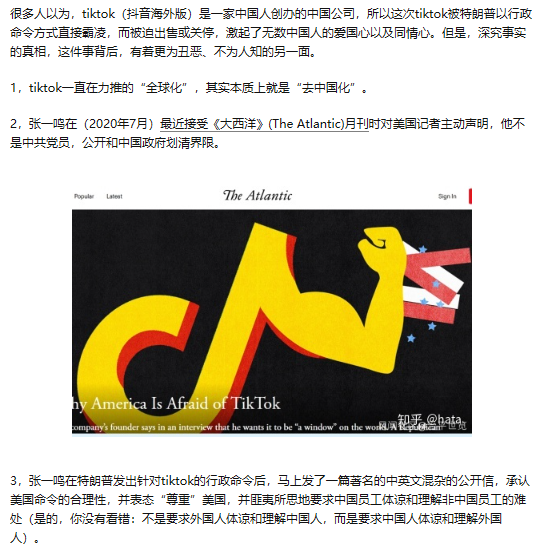 很多人以为，tiktok（抖音海外版）是一家中国人创办的中国公司，所以这次tiktok被特朗普以行政
命令方式直接霸凌，而被迫出售或关停，激起了无数中国人的爱国心以及同情心。但是，深究事实
的真相，这件事背后，有着更为丑恶、不为人知的另一面。
1，tiktok一直在力推的“全球化”，其实本质上就是“去中国化”。
2，张一鸣在（2020年7月）最近接受《大西洋》(The Atlantic)月刊时对美国记者主动声明，他不
是中共党员，公开和中国政府划清界限。
Popular Latest The Atlantic Sign In
hy America Is Afraid of TikTok
company's founder says in an interview that he wants it to be “a window” on the world. A Republican
知乎 @hata
3，张一鸣在特朗普发出针对tiktok的行政命令后，马上发了一篇著名的中英文混杂的公开信，承认
美国命令的合理性，并表态“尊重”美国，并匪夷所思地要求中国员工体谅和理解非中国员工的难
处（是的，你没有看错：不是要求外国人体谅和理解中国人，而是要求中国人体谅和理解外国
人）。